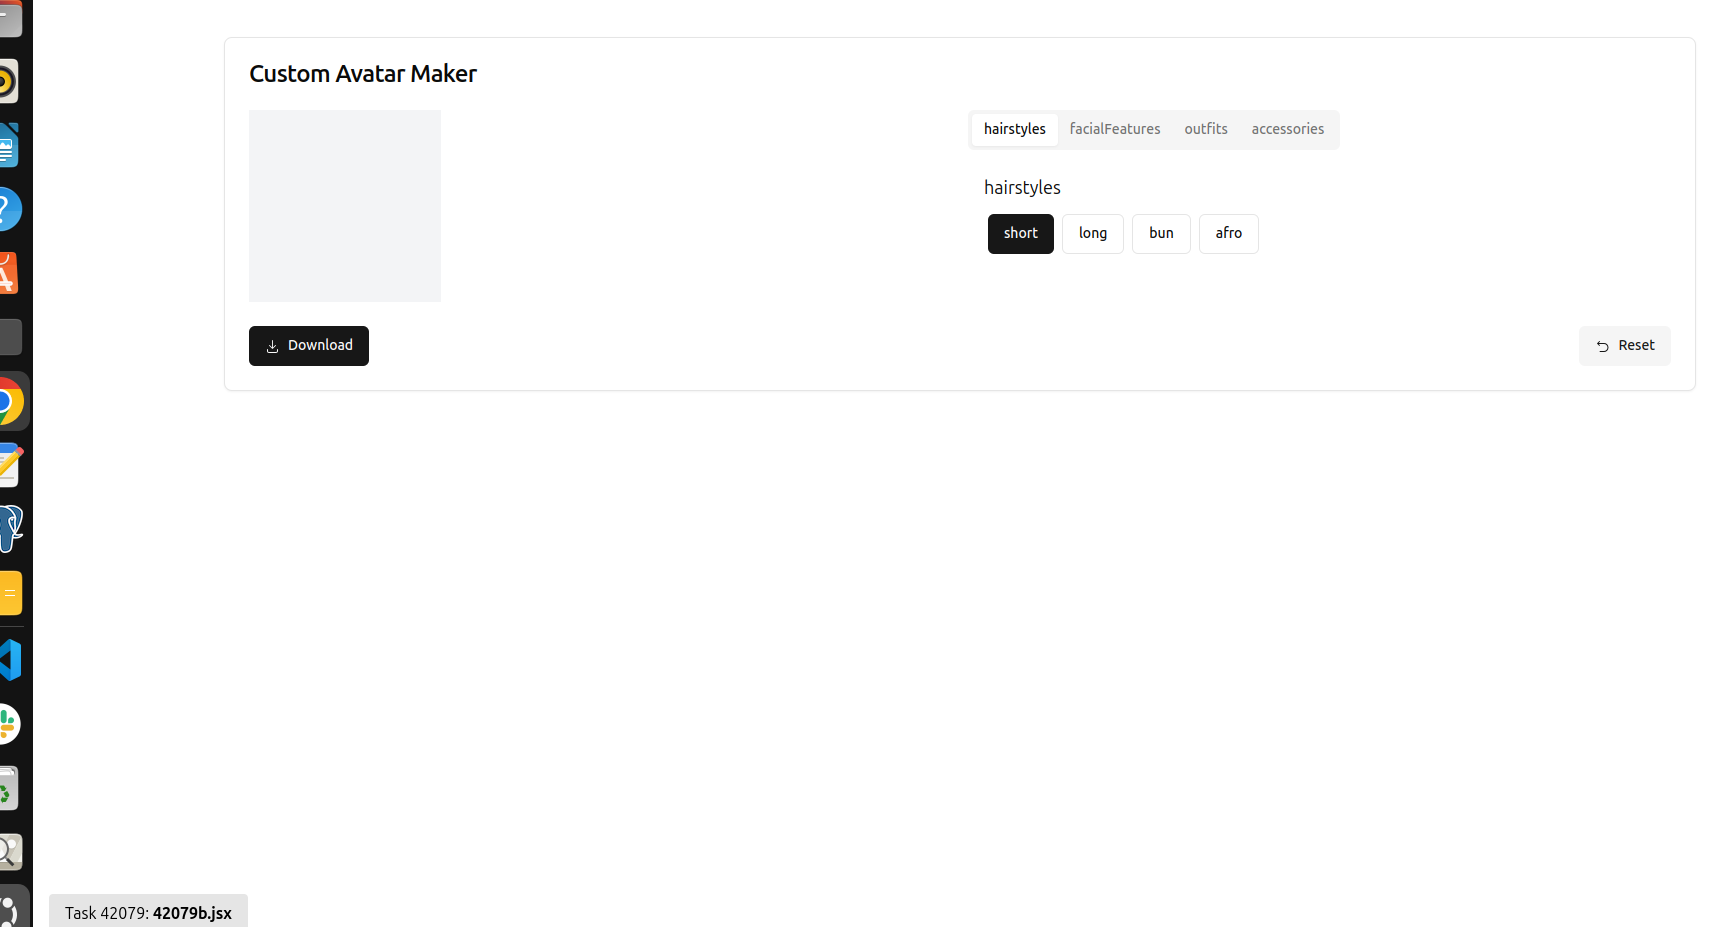 Custom Avatar Maker
hairstyles facialFeatures outfits accessories
hairstyles
short long bun afro
Download
Reset
Task 42079: 42079b.jsx